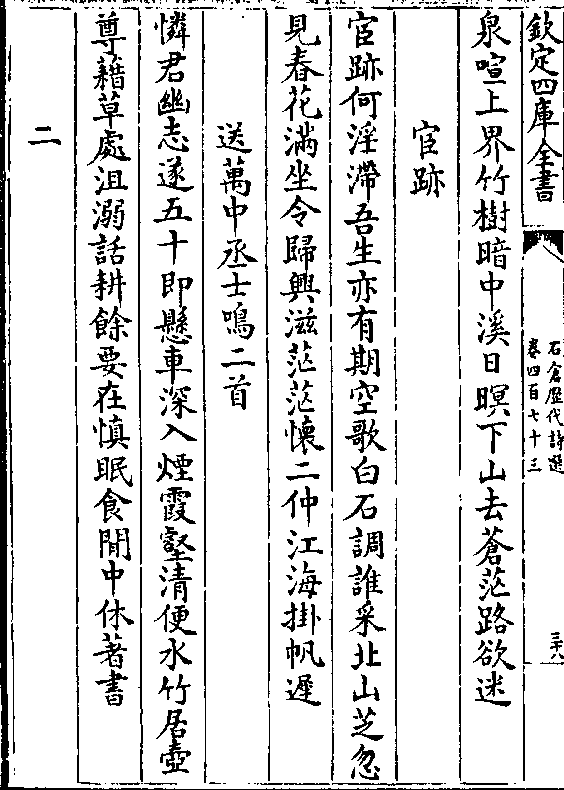 欽定四庫全書
石倉歷代詩選
卷四百七十三
三十八
泉喧上界竹樹暗中溪日暝下山去蒼茫路欲迷
宦跡
宦跡何淫滯吾生亦有期空歌白石調誰采北山芝忽
見春花滿坐令歸興滋茫茫懷二仲江海掛帆遲
送萬中丞士鳴二首
憐君幽志遂五十即懸車深入煙霞壑清便水竹居壺
尊藉草處沮溺話耕餘要在慎眠食閒中休著書
二